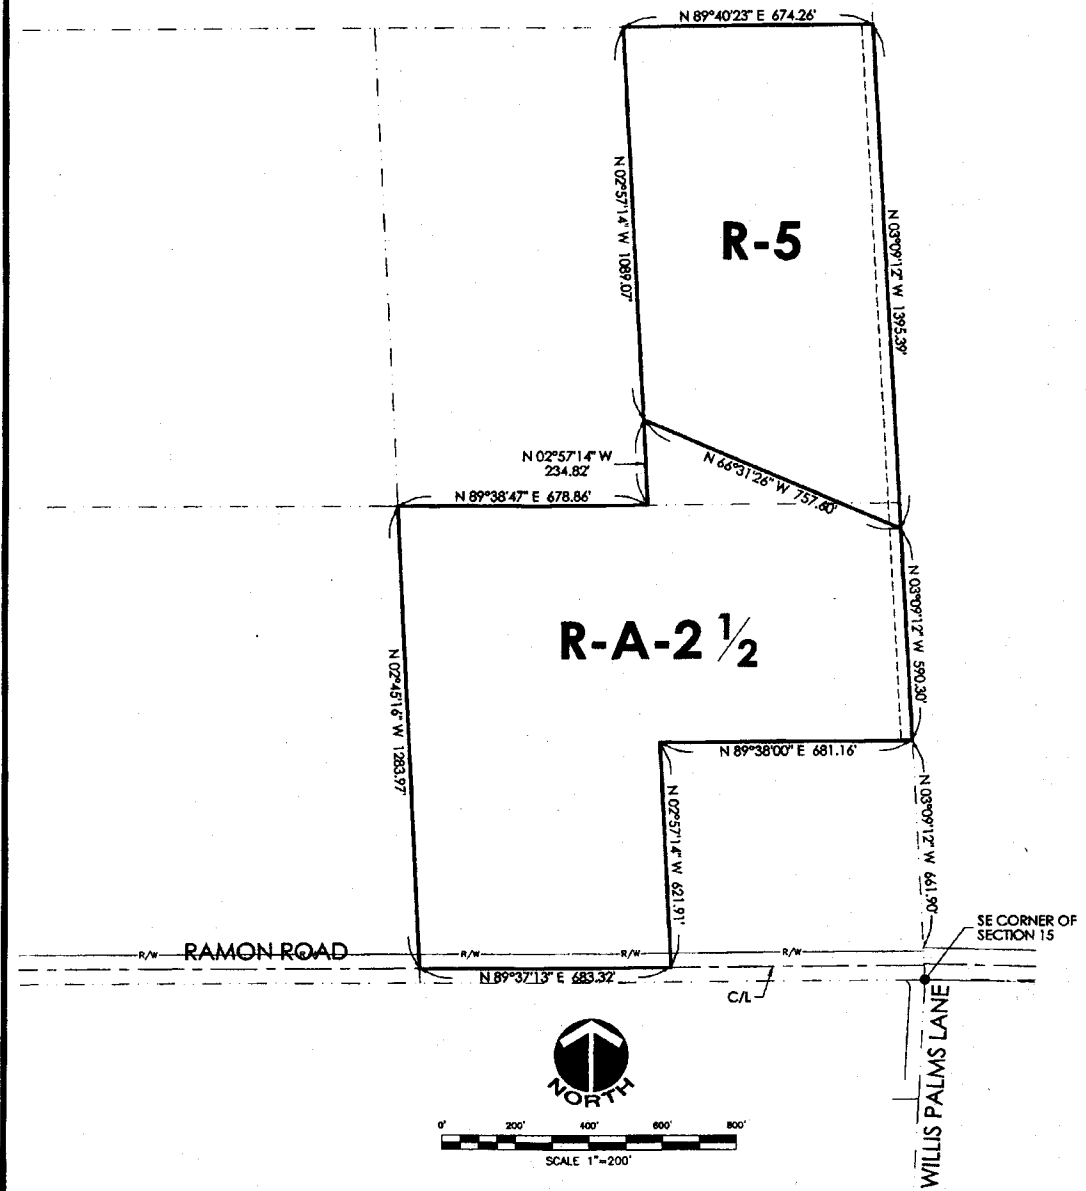 N 89°40'23" E 674.26'
N 02°57'14" W 1089.07'
R-5
N 03°09'12" W 1395.39'
N 02°57'14" W
234.82'
N 66°31'26" W 757.60'
N 89°38'47" E 678.86'
N 02°45'16" W 1283.97'
R-A-2 1/2
N 03°09'12" W 590.30'
N 89°38'00" E 681.16'
N 02°57'14" W 621.91'
N 03°09'12" W 661.90'
SE CORNER OF
SECTION 15
R/W RAMON ROAD R/W R/W R/W
R/W
N 89°37'13" E 683.32'
C/L
WILLIS PALMS LANE
NORTH
0' 200' 400' 600' 800'
SCALE 1"=200'